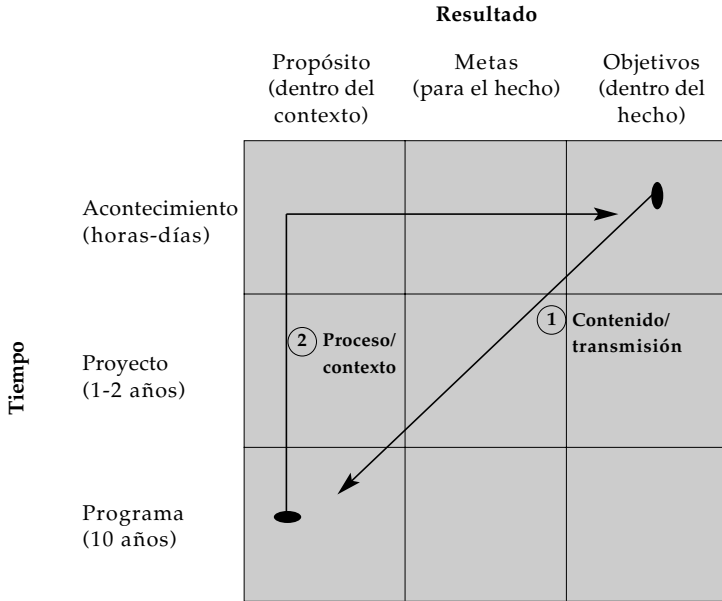 Resultado
Propósito
(dentro del
contexto)
Metas
(para el hecho)
Objetivos
(dentro del
hecho)
Tiempo
Acontecimiento
(horas-días)
Proyecto
(1-2 años)
Programa
(10 años)
2 Proceso/
contexto
1 Contenido/
transmisión